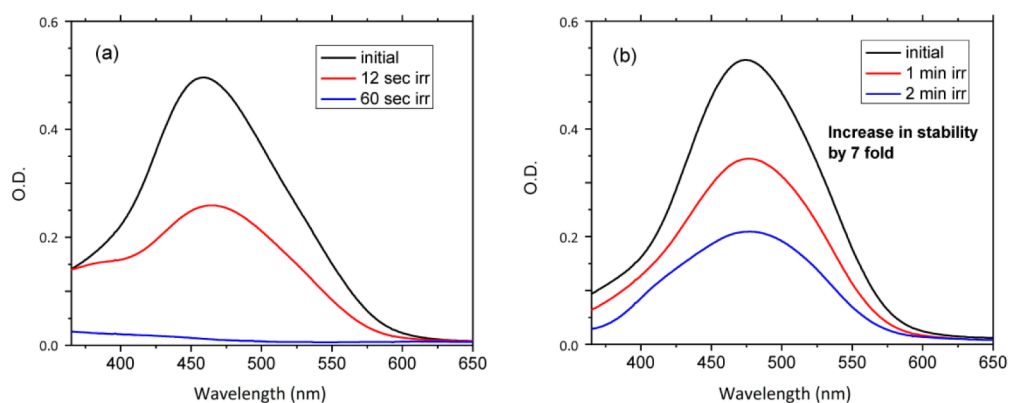 (a)
initial
12 sec irr
60 sec irr
O.D.
0.6
0.4
0.2
0.0
400 450 500 550 600 650
Wavelength (nm)
(b)
initial
1 min irr
2 min irr
Increase in stability
by 7 fold
O.D.
0.6
0.4
0.2
0.0
400 450 500 550 600 650
Wavelength (nm)